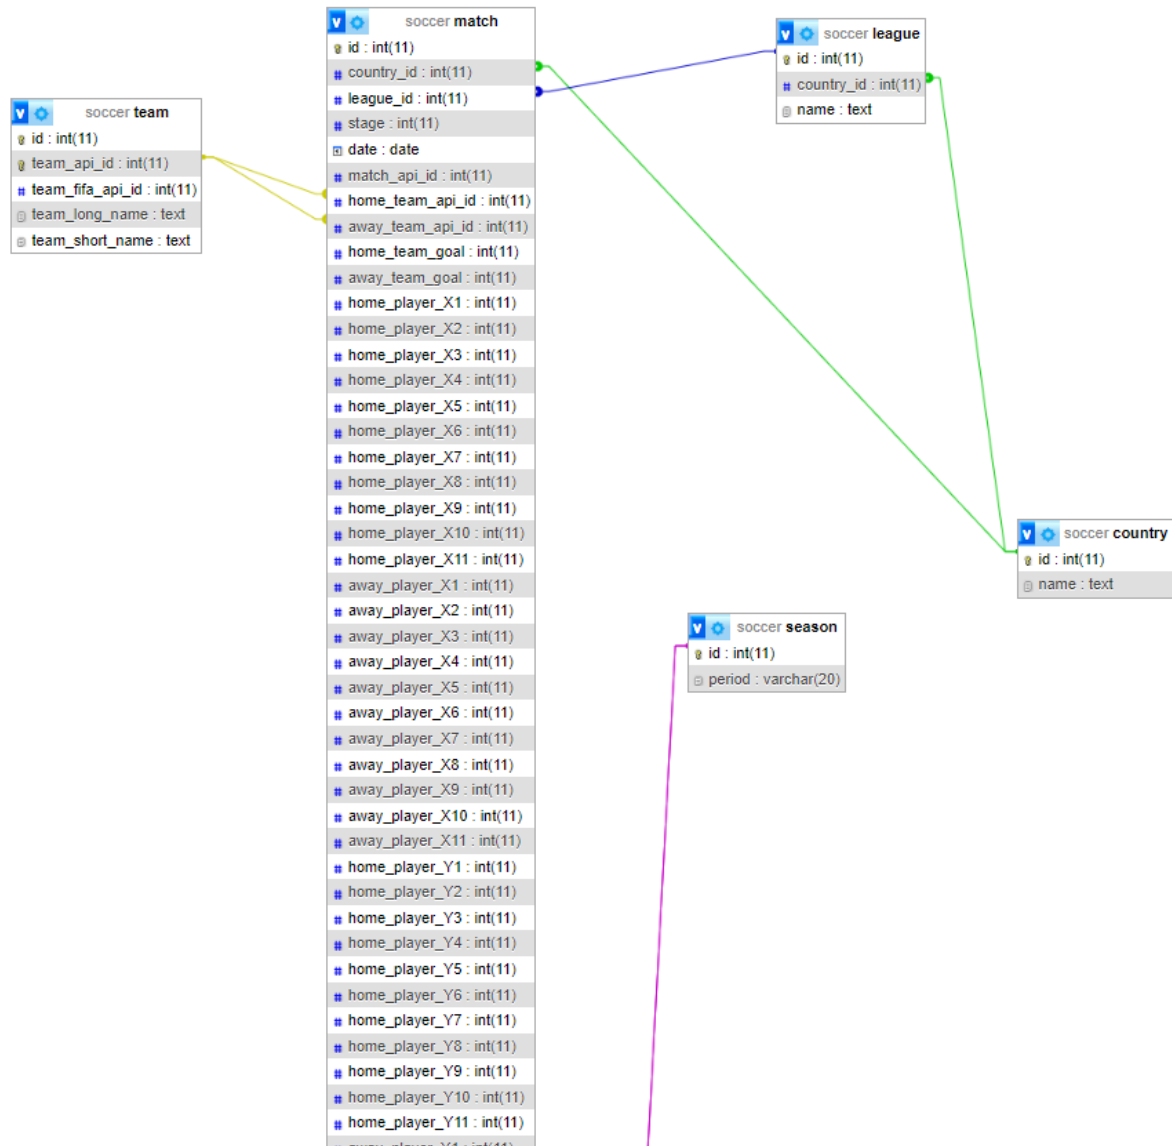 soccer team
id : int(11)
team_api_id : int(11)
team_fifa_api_id : int(11)
team_long_name : text
team_short_name : text
soccer match
id : int(11)
country_id : int(11)
league_id : int(11)
stage : int(11)
date : date
match_api_id : int(11)
home_team_api_id : int(11)
away_team_api_id : int(11)
home_team_goal : int(11)
away_team_goal : int(11)
home_player_X1 : int(11)
home_player_X2 : int(11)
home_player_X3 : int(11)
home_player_X4 : int(11)
home_player_X5 : int(11)
home_player_X6 : int(11)
home_player_X7 : int(11)
home_player_X8 : int(11)
home_player_X9 : int(11)
home_player_X10 : int(11)
home_player_X11 : int(11)
away_player_X1 : int(11)
away_player_X2 : int(11)
away_player_X3 : int(11)
away_player_X4 : int(11)
away_player_X5 : int(11)
away_player_X6 : int(11)
away_player_X7 : int(11)
away_player_X8 : int(11)
away_player_X9 : int(11)
away_player_X10 : int(11)
away_player_X11 : int(11)
home_player_Y1 : int(11)
home_player_Y2 : int(11)
home_player_Y3 : int(11)
home_player_Y4 : int(11)
home_player_Y5 : int(11)
home_player_Y6 : int(11)
home_player_Y7 : int(11)
home_player_Y8 : int(11)
home_player_Y9 : int(11)
home_player_Y10 : int(11)
home_player_Y11 : int(11)
soccer league
id : int(11)
country_id : int(11)
name : text
soccer country
id : int(11)
name : text
soccer season
id : int(11)
period : varchar(20)